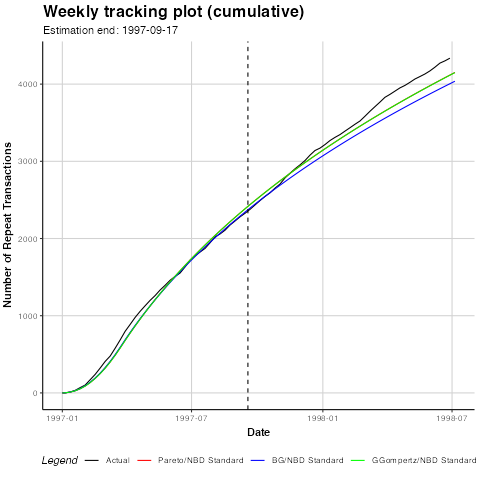 Weekly tracking plot (cumulative)
Estimation end: 1997-09-17
Number of Repeat Transactions
4000
3000
2000
1000
0
1997-01
1997-07
1998-01
1998-07
Date
Legend
Actual
Pareto/NBD Standard
BG/NBD Standard
GGompertz/NBD Standard